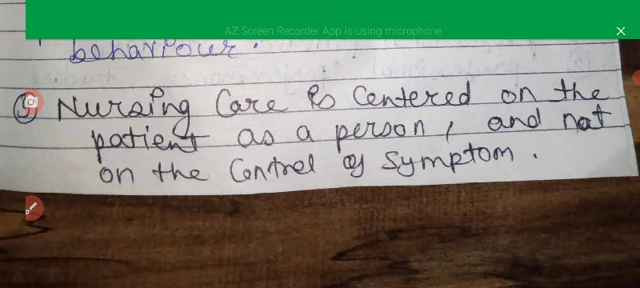 AZ Screen Recorder App is using microphone
behaviour.
Nursing Care is Centered on the
patient as a person, and not
on the Control of Symptom.